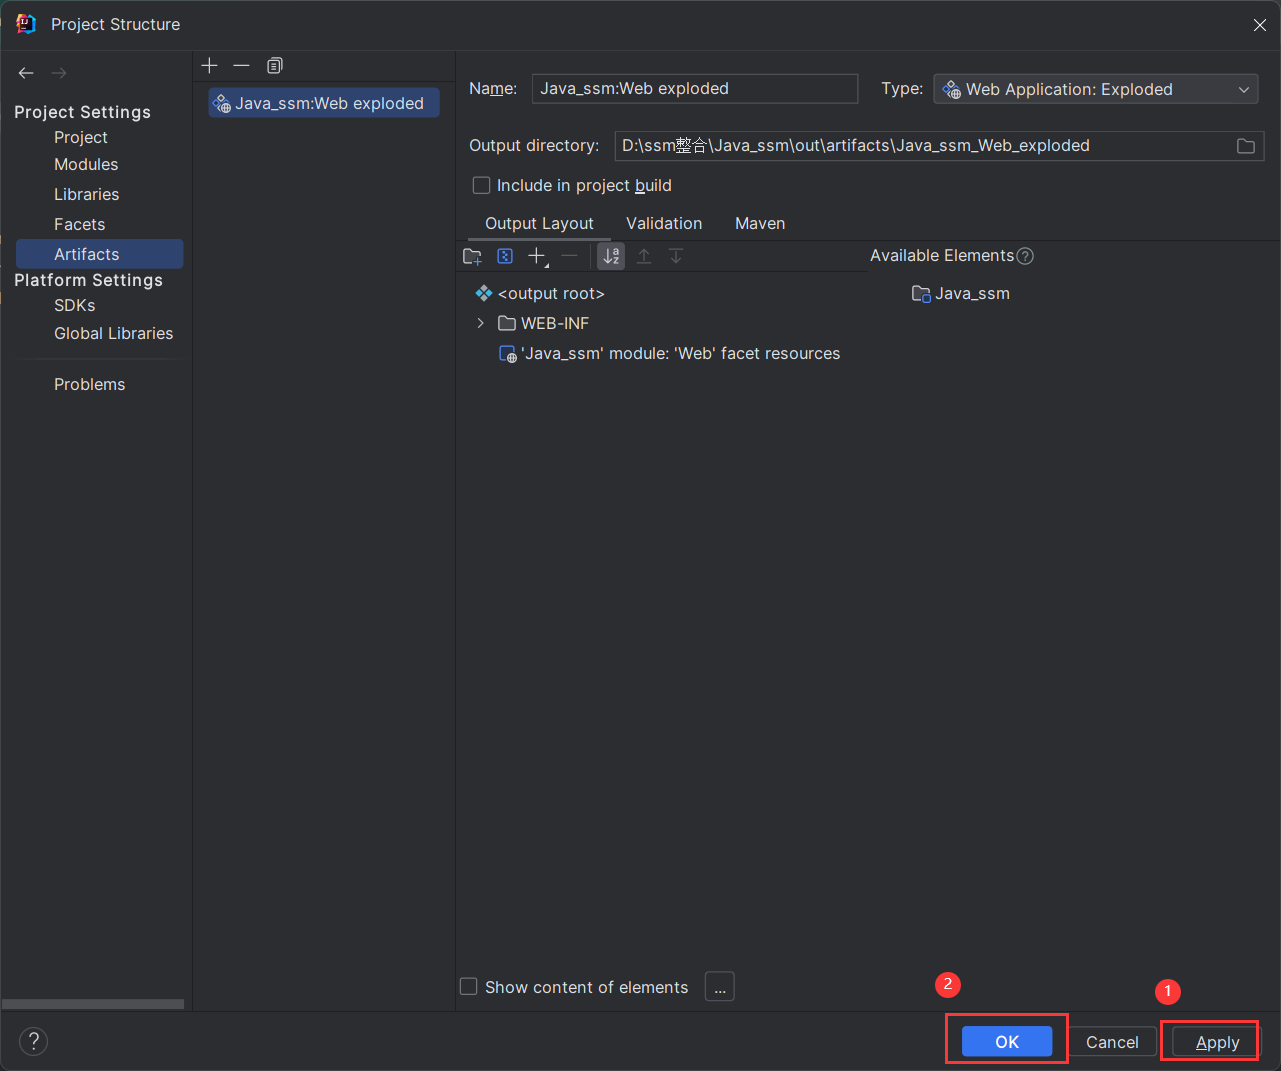 Project Structure
Project Settings
Project
Modules
Libraries
Facets
Artifacts
Platform Settings
SDKs
Global Libraries
Problems
Java_ssm:Web exploded
Name: Java_ssm:Web exploded Type: Web Application: Exploded
Output directory: D:\ssm整合\Java_ssm\out\artifacts\Java_ssm_Web_exploded
Include in project build
Output Layout Validation Maven
Available Elements ?
<output root> Java_ssm
WEB-INF
'Java_ssm' module: 'Web' facet resources
Show content of elements ...
2 1
? OK Cancel Apply